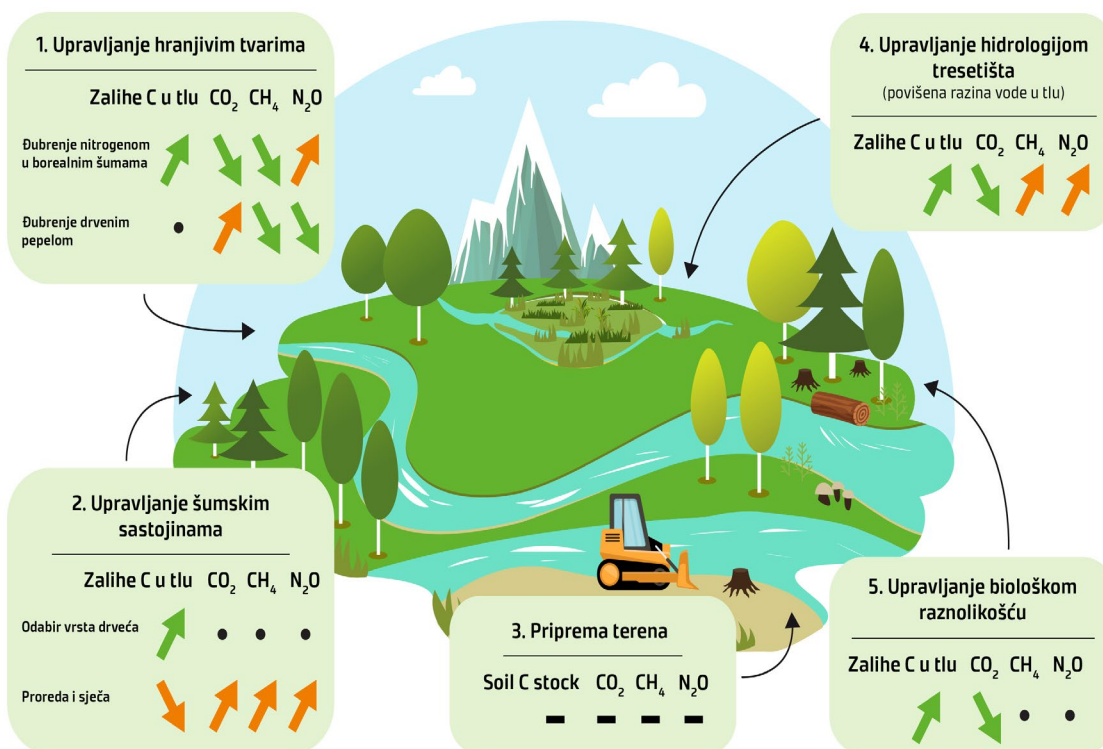 1. Upravljanje hranjivim tvarima
Zalihe C u tlu CO₂ CH₄ N₂O
Đubrenje nitrogenom
u borealnim šumama
Đubrenje drvenim
pepelom
2. Upravljanje šumskim
sastojinama
Zalihe C u tlu CO₂ CH₄ N₂O
Odabir vrsta drveća
Proreda i sječa
3. Priprema terena
Soil C stock CO₂ CH₄ N₂O
4. Upravljanje hidrologijom
tresetišta
(povišena razina vode u tlu)
Zalihe C u tlu CO₂ CH₄ N₂O
5. Upravljanje biološkom
raznolikošću
Zalihe C u tlu CO₂ CH₄ N₂O